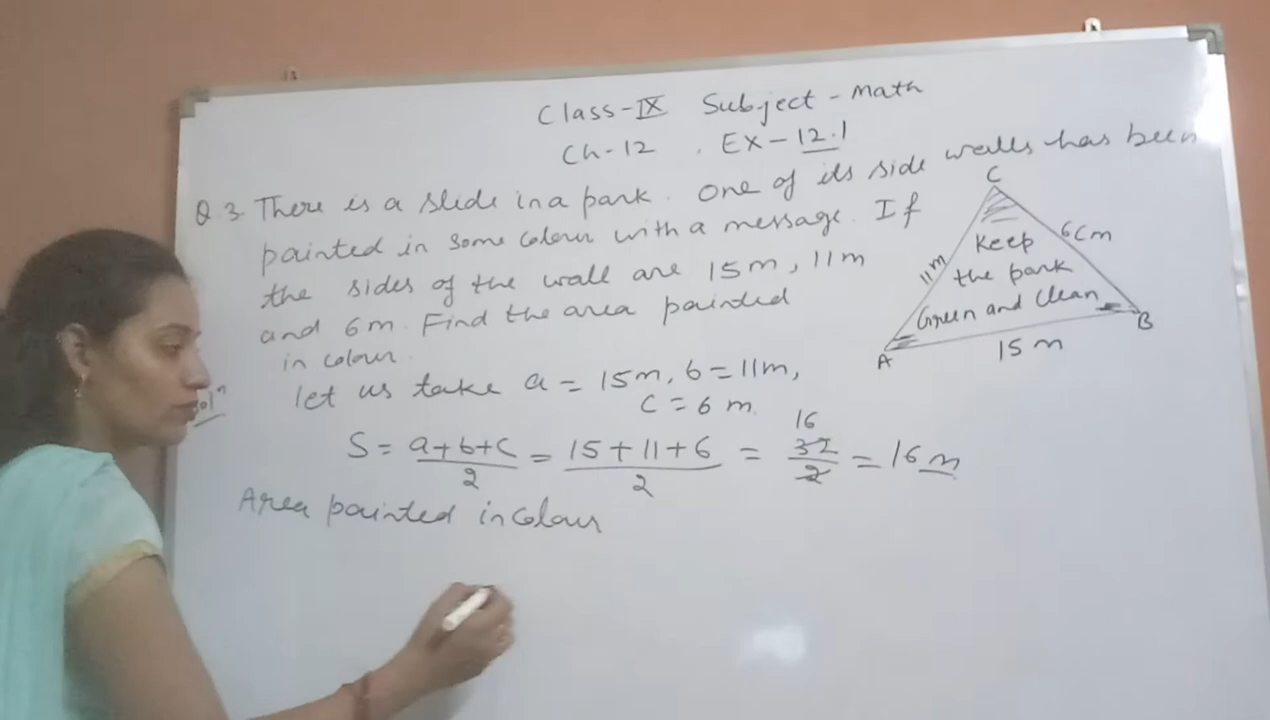 Class-IX Subject - Math
Ch-12 . EX-12.1
Q.3 There is a slide in a park. One of its side walls has been
painted in some colour with a message. If
the sides of the wall are 15m, 11m
and 6m. Find the area painted
in colour.
C
11m
6cm
Keep
the park
Green and Clean
A
B
15 m
Solⁿ
let us take a = 15m, b = 11m,
c = 6 m.
S = a+b+c/2 = 15+11+6/2 = 32/2 = 16 m
16
Area painted in colour